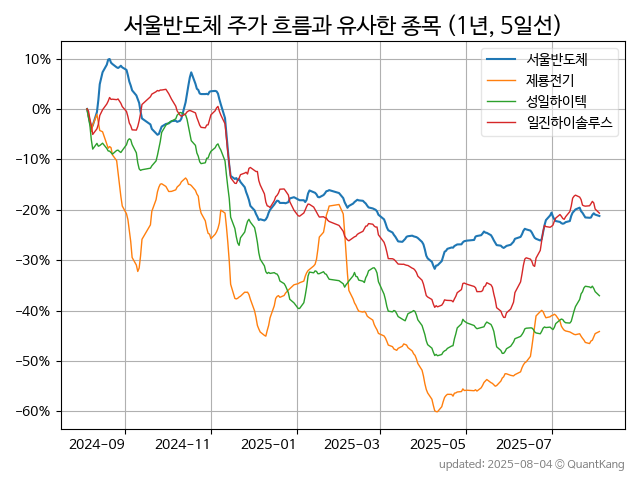 서울반도체 주가 흐름과 유사한 종목 (1년, 5일선)
서울반도체
제룡전기
성일하이텍
일진하이솔루스
10%
0%
−10%
−20%
−30%
−40%
−50%
−60%
2024-09 2024-11 2025-01 2025-03 2025-05 2025-07
updated: 2025-08-04 © QuantKang